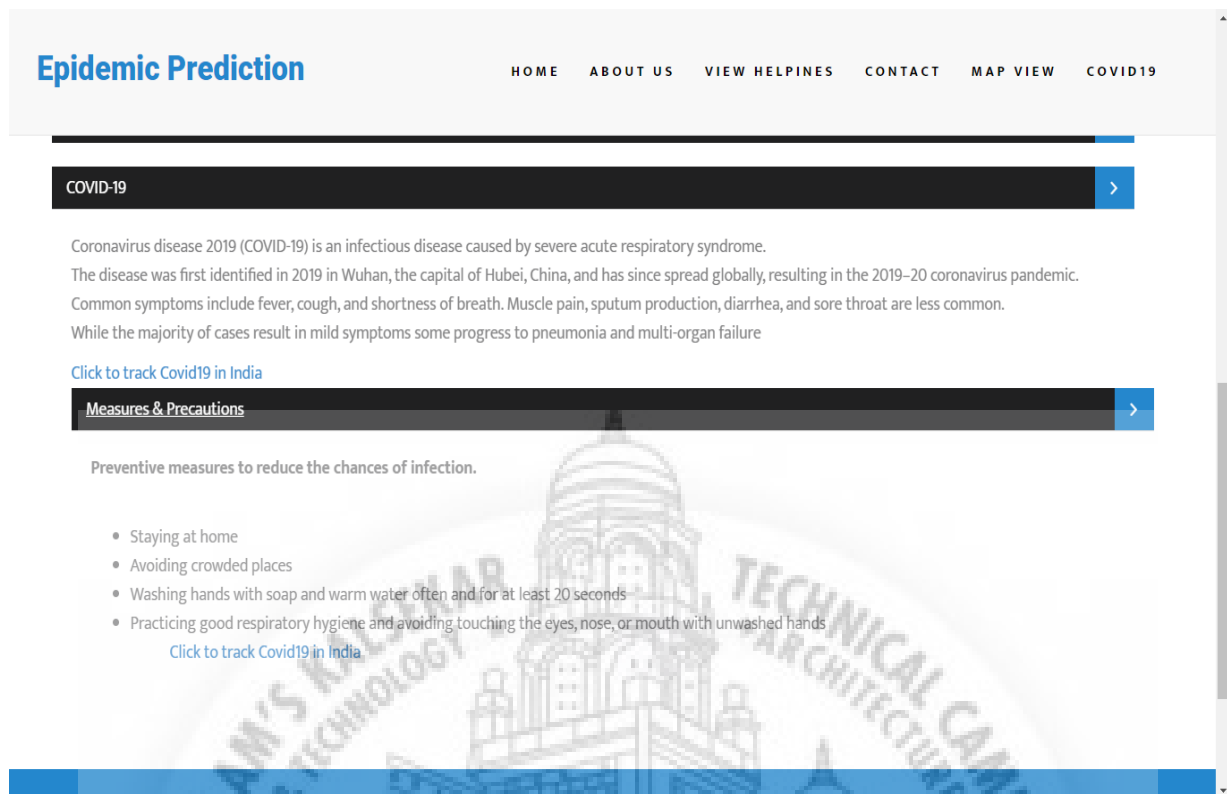 Epidemic Prediction
HOME ABOUT US VIEW HELPINES CONTACT MAP VIEW COVID19
COVID-19
Coronavirus disease 2019 (COVID-19) is an infectious disease caused by severe acute respiratory syndrome.
The disease was first identified in 2019 in Wuhan, the capital of Hubei, China, and has since spread globally, resulting in the 2019–20 coronavirus pandemic.
Common symptoms include fever, cough, and shortness of breath. Muscle pain, sputum production, diarrhea, and sore throat are less common.
While the majority of cases result in mild symptoms some progress to pneumonia and multi-organ failure
Click to track Covid19 in India
Measures & Precautions
Preventive measures to reduce the chances of infection.
Staying at home
Avoiding crowded places
Washing hands with soap and warm water often and for at least 20 seconds
Practicing good respiratory hygiene and avoiding touching the eyes, nose, or mouth with unwashed hands
Click to track Covid19 in India
KALSEKAR TECHNICAL